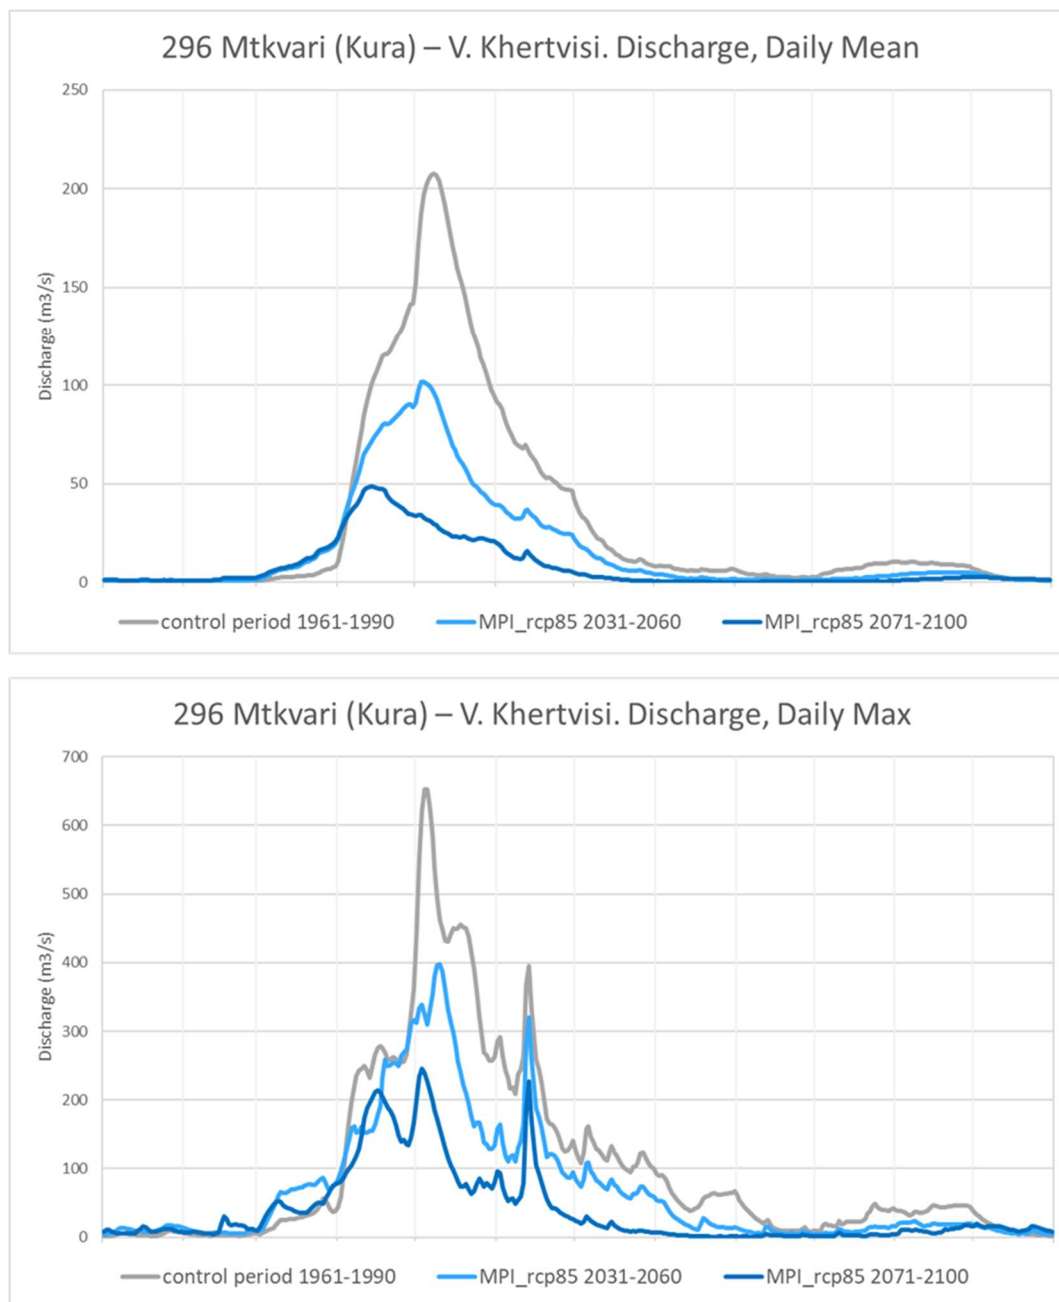 296 Mtkvari (Kura) – V. Khertvisi. Discharge, Daily Mean
250
200
150
100
50
0
Discharge (m3/s)
control period 1961-1990 MPI_rcp85 2031-2060 MPI_rcp85 2071-2100
296 Mtkvari (Kura) – V. Khertvisi. Discharge, Daily Max
700
600
500
400
300
200
100
0
Discharge (m3/s)
control period 1961-1990 MPI_rcp85 2031-2060 MPI_rcp85 2071-2100